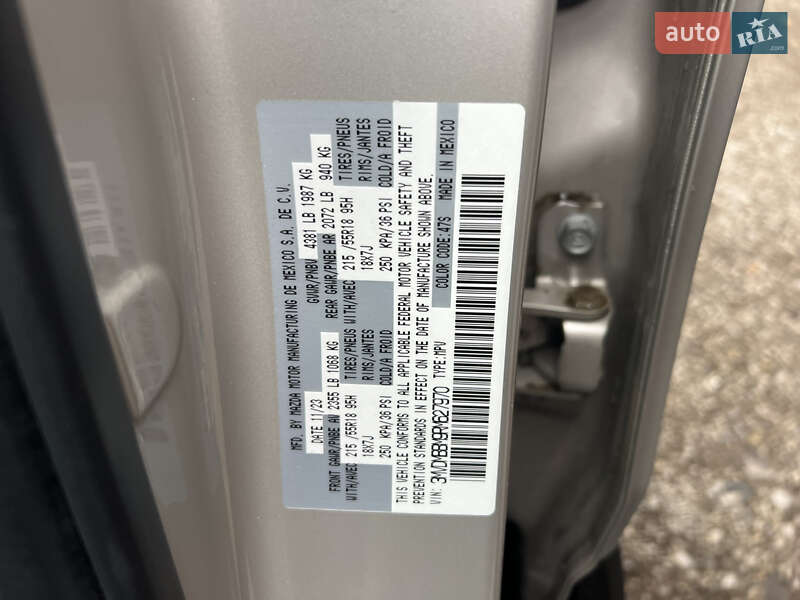 auto RIA.com
MFD. BY MAZDA MOTOR MANUFACTURING DE MEXICO S.A. DE C.V.
DATE 11/23 GVWR/PNBV 4381 LB 1987 KG
FRONT GAWR/PNBE AV 2355 LB 1068 KG REAR GAWR/PNBE AR 2072 LB 940 KG
WITH/AVEC 215 /55R18 95H TIRES/PNEUS WITH/AVEC 215 /55R18 95H TIRES/PNEUS
18X7J RIMS/JANTES 18X7J RIMS/JANTES
250 KPA/36 PSI COLD/A FROID 250 KPA/36 PSI COLD/A FROID
THIS VEHICLE CONFORMS TO ALL APPLICABLE FEDERAL MOTOR VEHICLE SAFETY AND THEFT
PREVENTION STANDARDS IN EFFECT ON THE DATE OF MANUFACTURE SHOWN ABOVE.
VIN: 3MVDMBBM9RM627970 TYPE:MPV COLOR CODE:47S MADE IN MEXICO